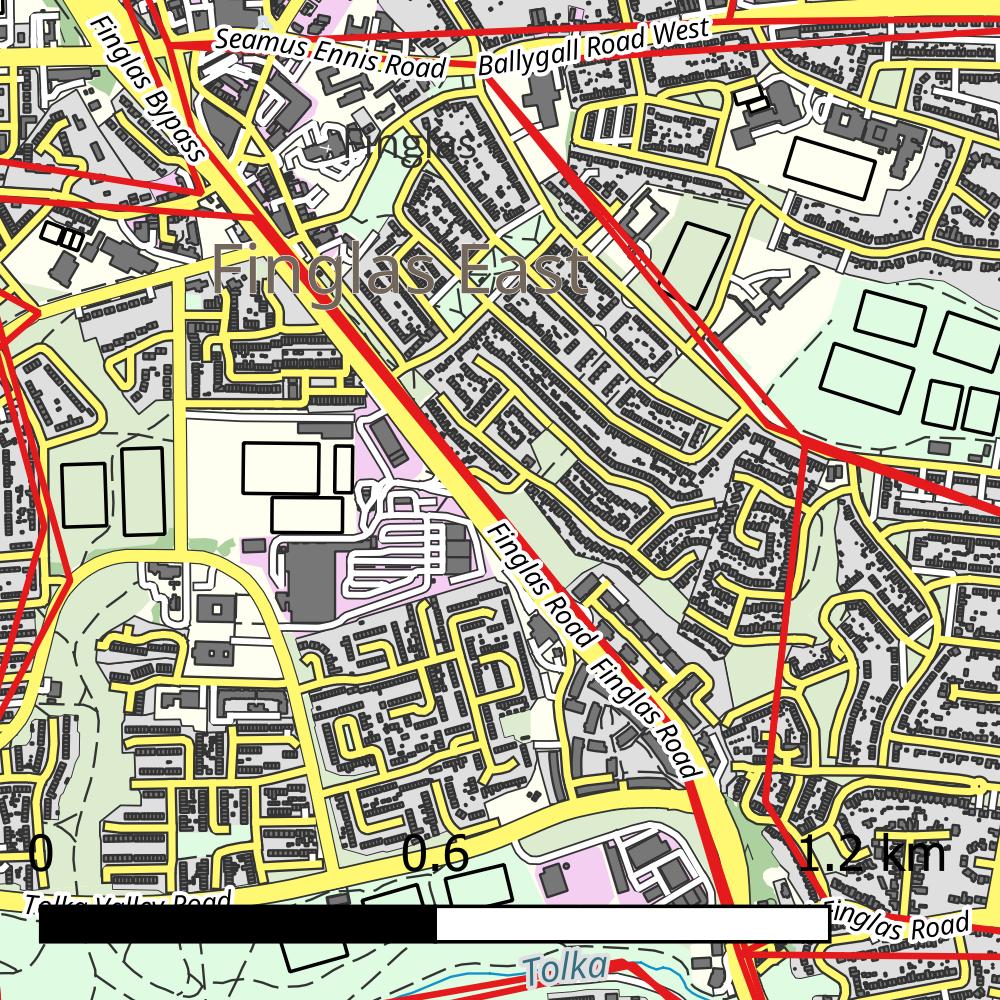 Seamus Ennis Road
Ballygall Road West
Finglas Bypass
Finglas
Finglas East
Finglas Road
Finglas Road
0
0.6
1.2 km
Tolka Valley Road
Finglas Road
Tolka